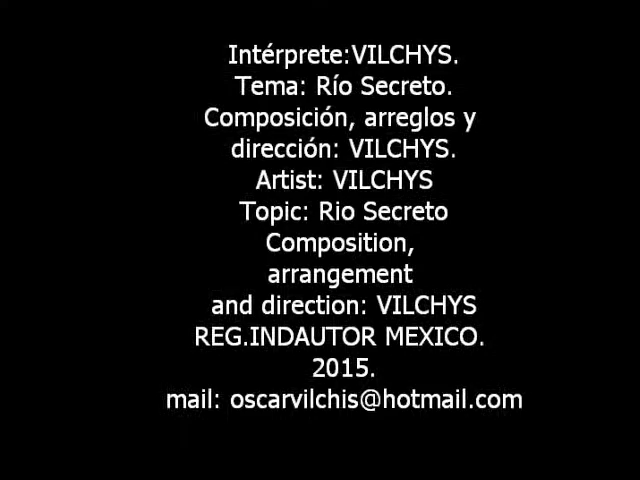 Intérprete:VILCHYS.
Tema: Río Secreto.
Composición, arreglos y
dirección: VILCHYS.
Artist: VILCHYS
Topic: Rio Secreto
Composition,
arrangement
and direction: VILCHYS
REG.INDAUTOR MEXICO.
2015.
mail: oscarvilchis@hotmail.com